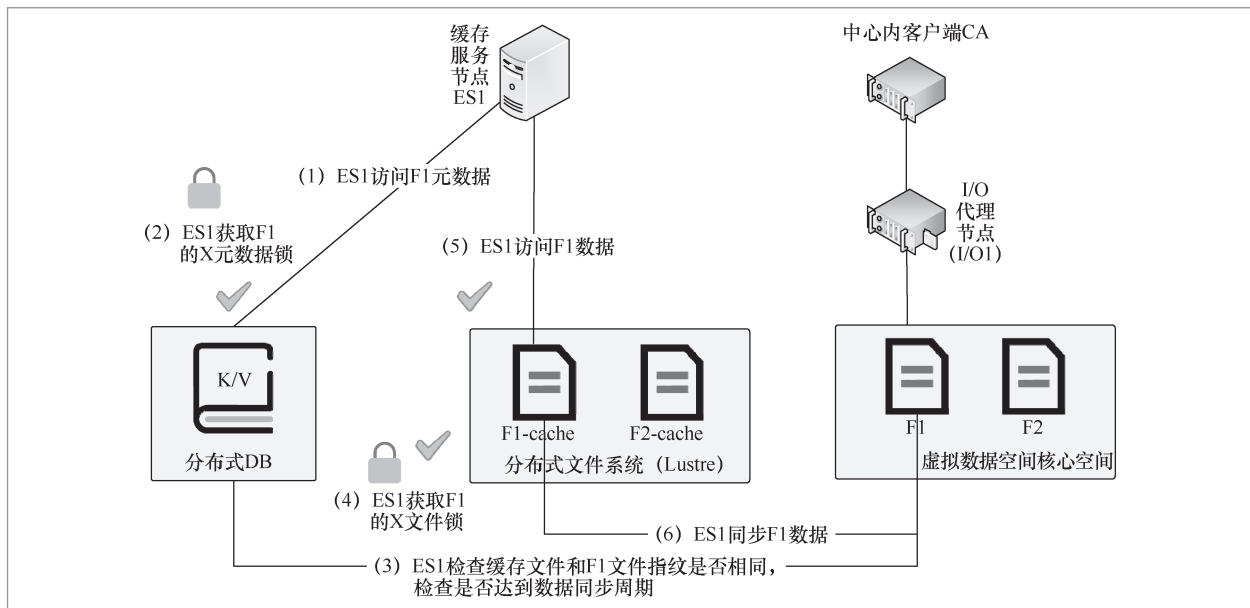 缓存
服务
节点
ES1
中心内客户端CA
(1) ES1访问F1元数据
I/O
代理
节点
(I/O1)
(2) ES1获取F1
的X元数据锁
(5) ES1访问F1数据
K/V
分布式DB
F1-cache
F2-cache
分布式文件系统（Lustre）
F1
F2
虚拟数据空间核心空间
(4) ES1获取F1
的X文件锁
(6) ES1同步F1数据
(3) ES1检查缓存文件和F1文件指纹是否相同，
检查是否达到数据同步周期